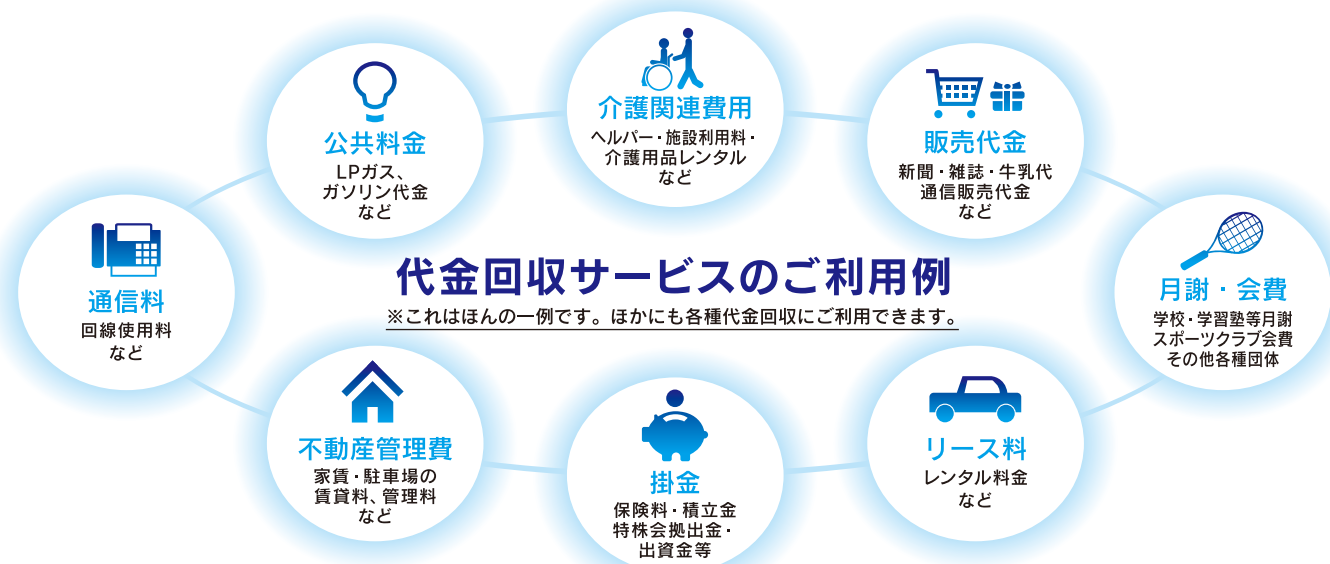 介護関連費用
ヘルパー・施設利用料・
介護用品レンタル
など
公共料金
LPガス、
ガソリン代金
など
販売代金
新聞・雑誌・牛乳代
通信販売代金
など
通信料
回線使用料
など
代金回収サービスのご利用例
※これはほんの一例です。ほかにも各種代金回収にご利用できます。
月謝・会費
学校・学習塾等月謝
スポーツクラブ会費
その他各種団体
不動産管理費
家賃・駐車場の
賃貸料、管理料
など
掛金
保険料・積立金
特株会拠出金・
出資金等
リース料
レンタル料金
など